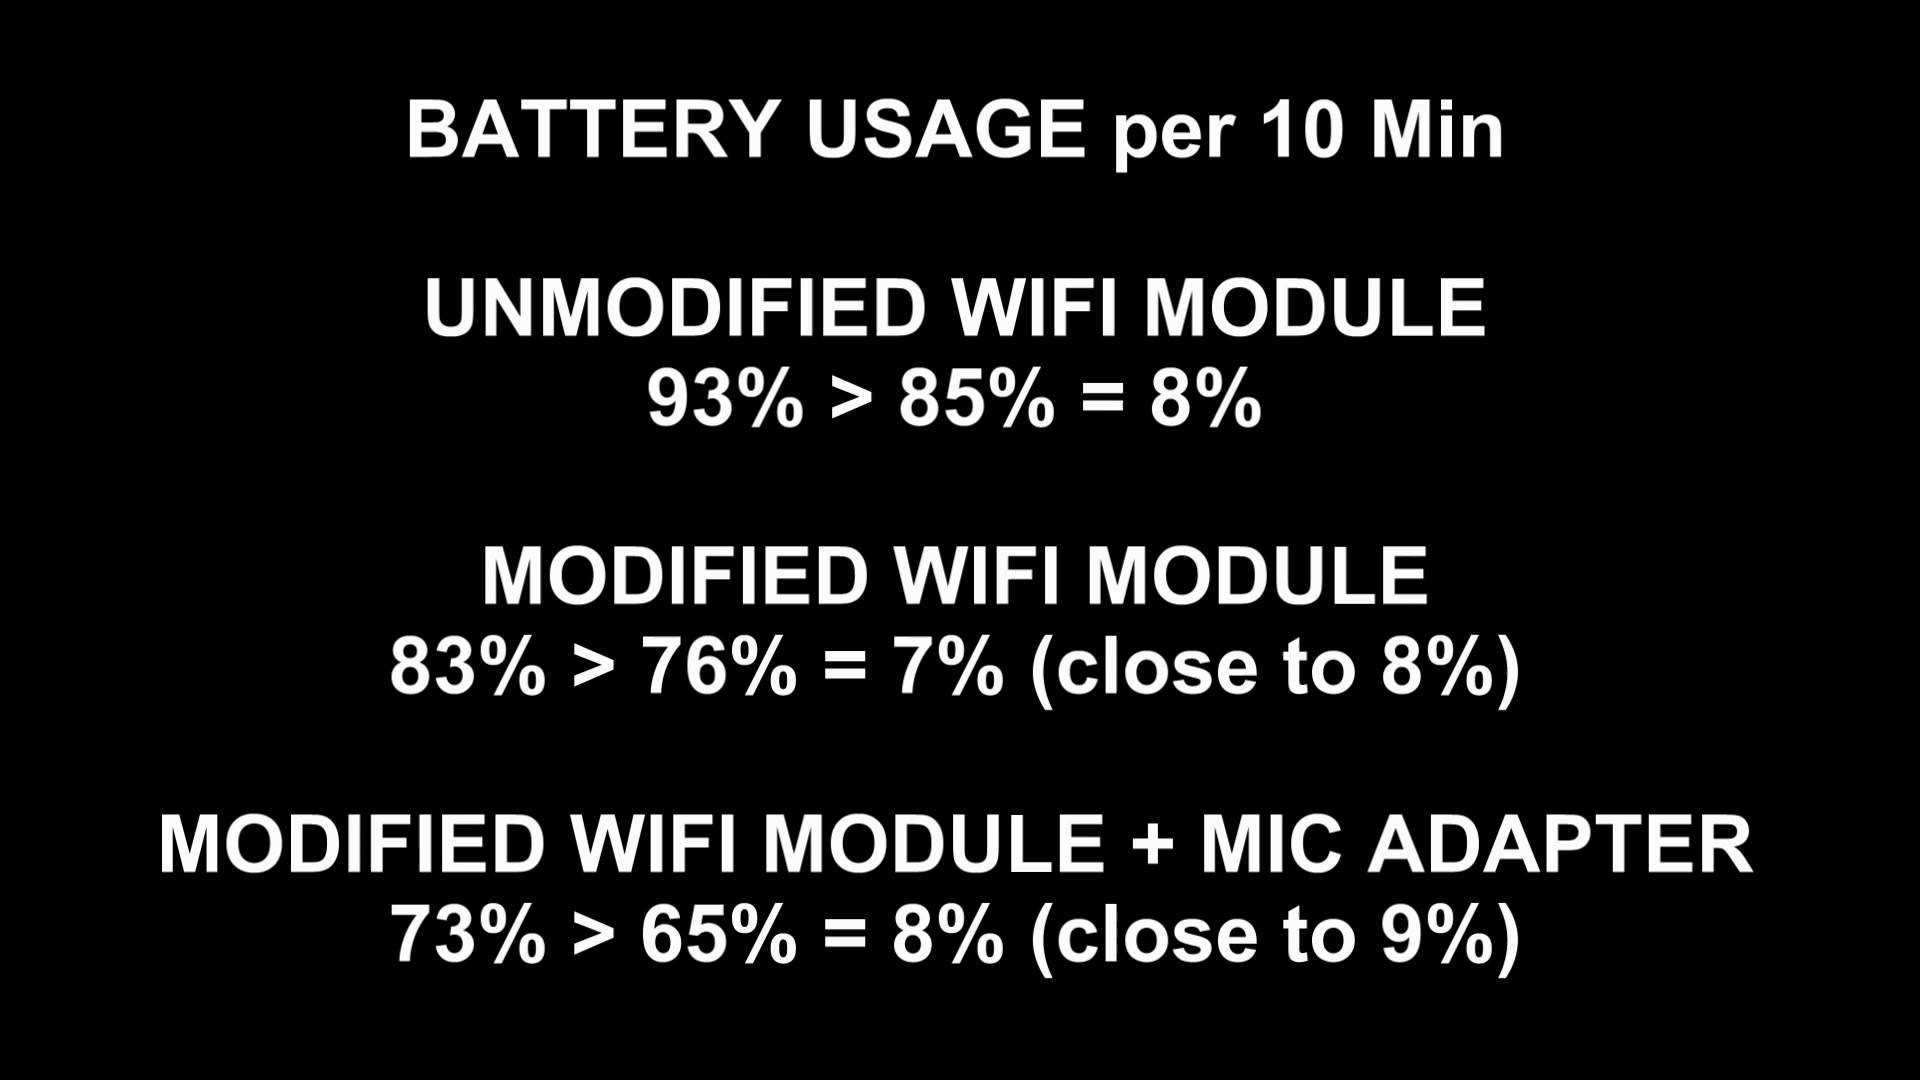 BATTERY USAGE per 10 Min
UNMODIFIED WIFI MODULE
93% > 85% = 8%
MODIFIED WIFI MODULE
83% > 76% = 7% (close to 8%)
MODIFIED WIFI MODULE + MIC ADAPTER
73% > 65% = 8% (close to 9%)